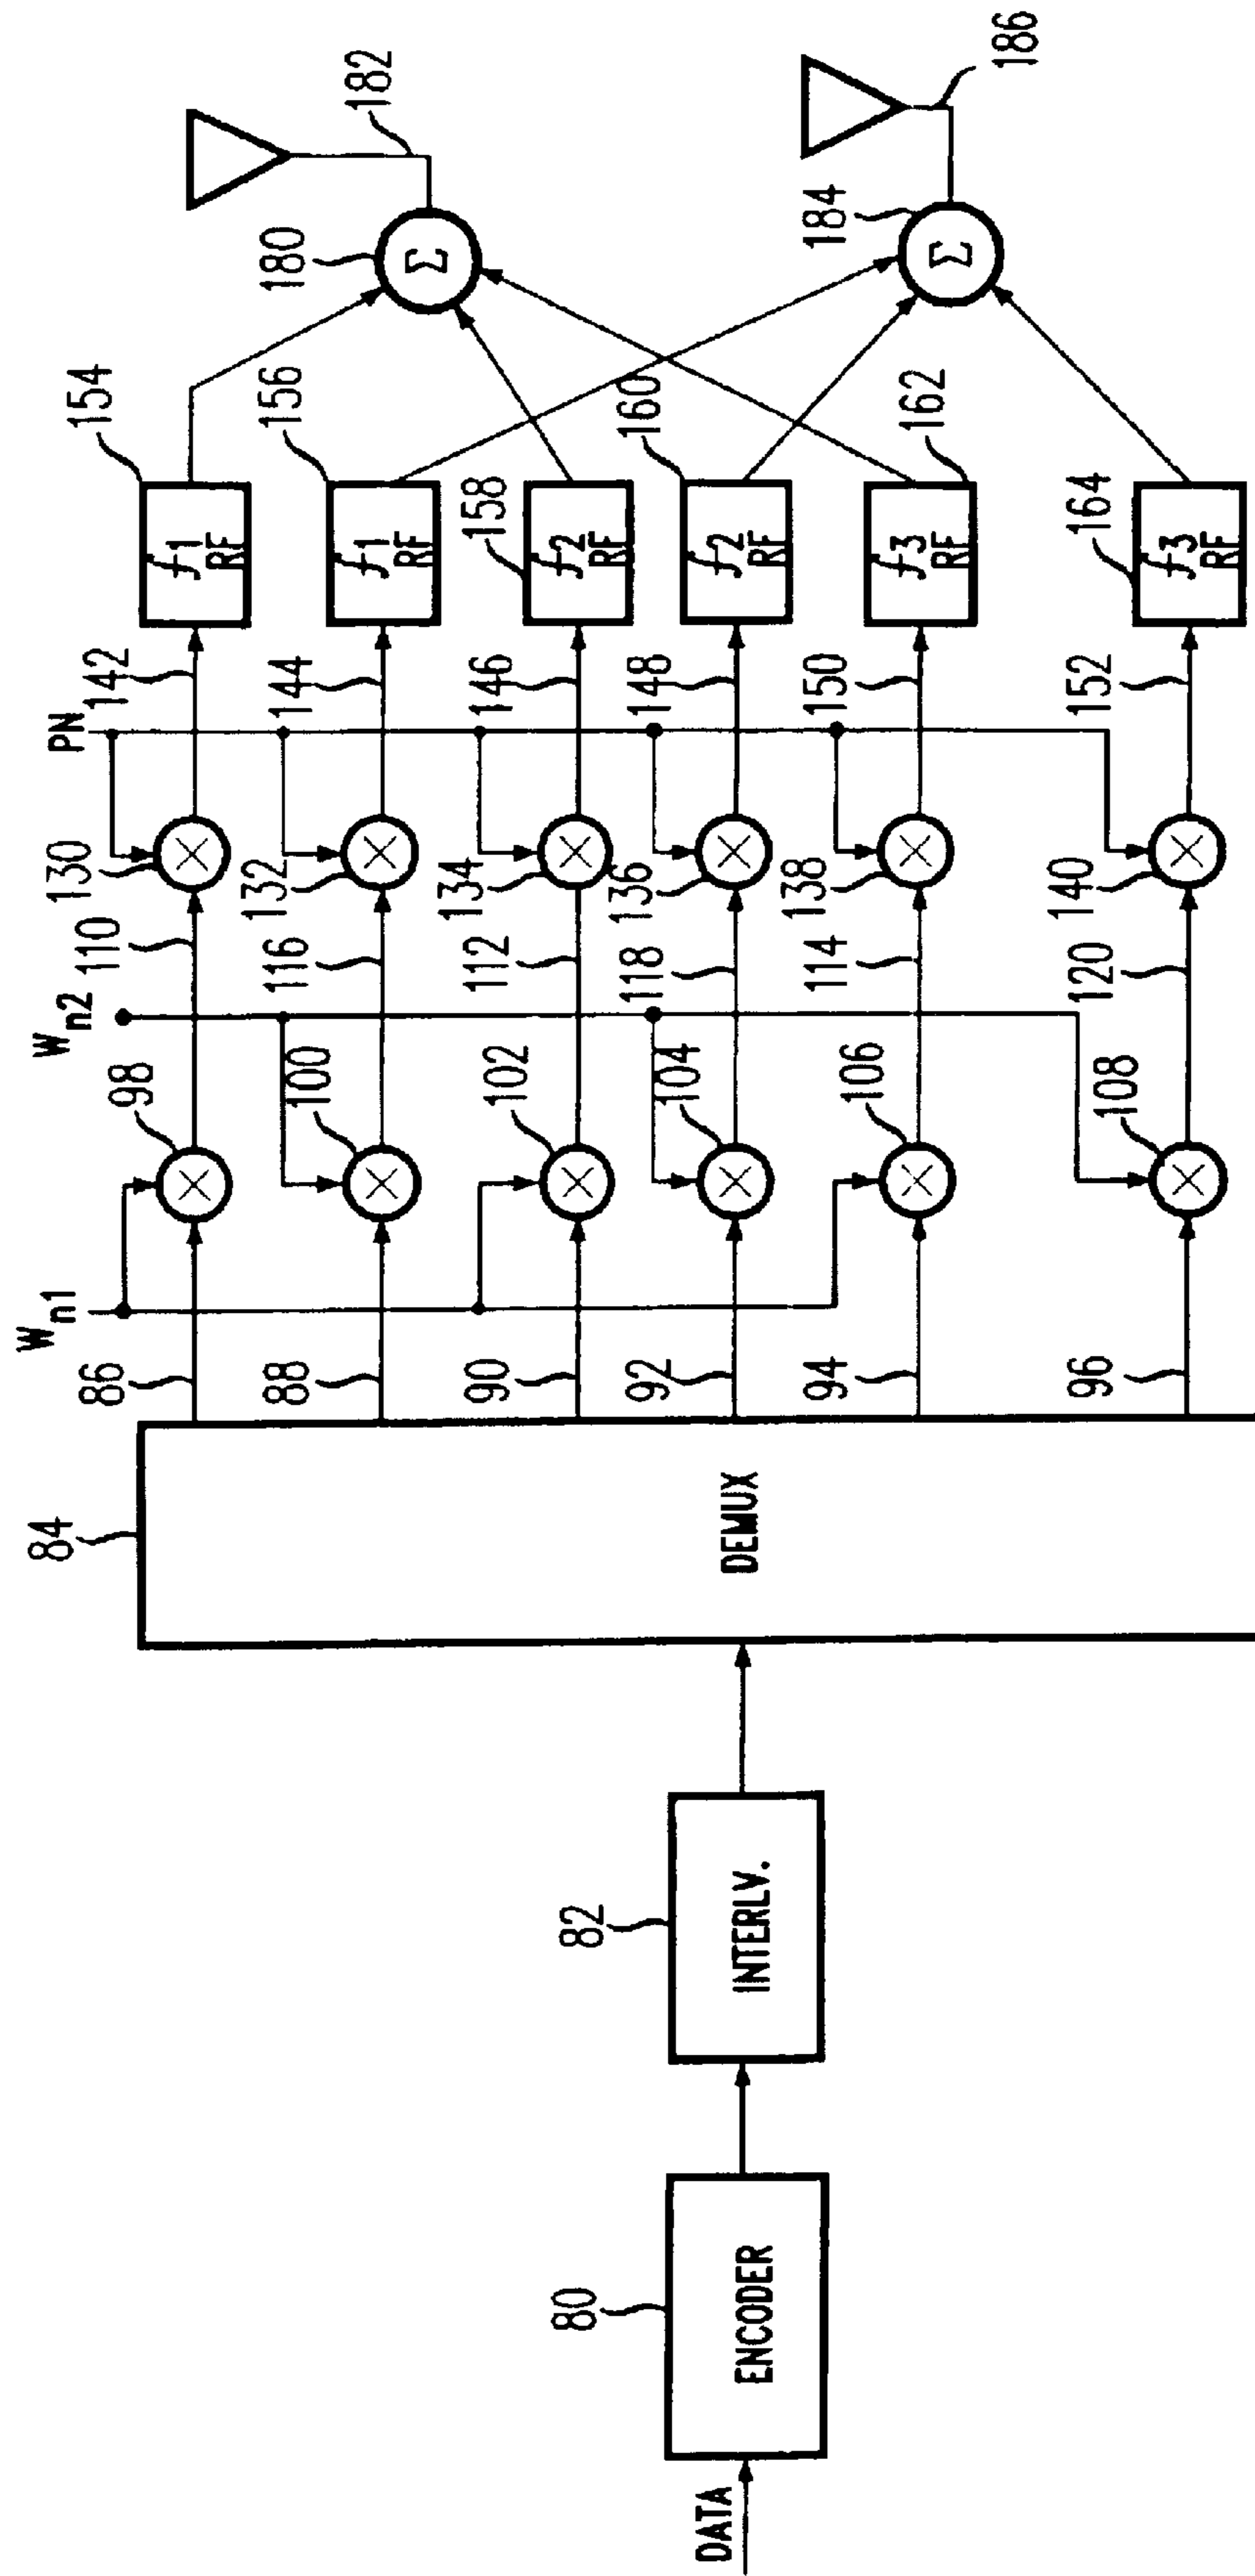 DATA
80
ENCODER
82
INTERLV.
84
DEMUX
86
88
90
92
94
96
Wn1
98
100
102
104
106
108
Wn2
110
116
112
118
114
120
130
132
134
136
138
140
PN
142
144
146
148
150
152
154
f1
RF
156
f1
RF
158
f2
RF
160
f2
RF
162
f3
RF
164
f3
RF
180
Σ
182
184
Σ
186